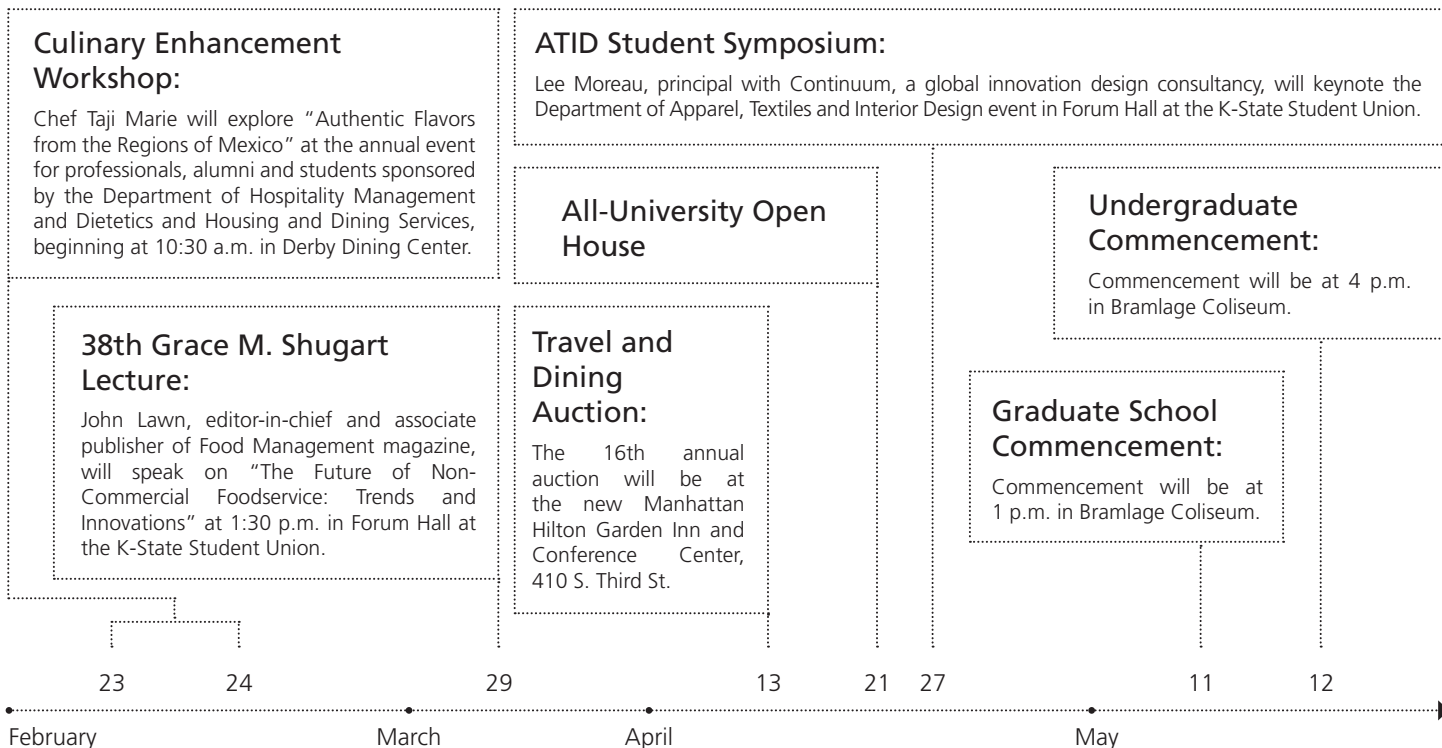 Culinary Enhancement
Workshop:
Chef Taji Marie will explore “Authentic Flavors
from the Regions of Mexico” at the annual event
for professionals, alumni and students sponsored
by the Department of Hospitality Management
and Dietetics and Housing and Dining Services,
beginning at 10:30 a.m. in Derby Dining Center.
ATID Student Symposium:
Lee Moreau, principal with Continuum, a global innovation design consultancy, will keynote the
Department of Apparel, Textiles and Interior Design event in Forum Hall at the K-State Student Union.
All-University Open
House
Undergraduate
Commencement:
Commencement will be at 4 p.m.
in Bramlage Coliseum.
38th Grace M. Shugart
Lecture:
John Lawn, editor-in-chief and associate
publisher of Food Management magazine,
will speak on “The Future of Non-
Commercial Foodservice: Trends and
Innovations” at 1:30 p.m. in Forum Hall at
the K-State Student Union.
Travel and
Dining
Auction:
The 16th annual
auction will be at
the new Manhattan
Hilton Garden Inn and
Conference Center,
410 S. Third St.
Graduate School
Commencement:
Commencement will be at
1 p.m. in Bramlage Coliseum.
23 24 29 13 21 27 11 12
February March April May